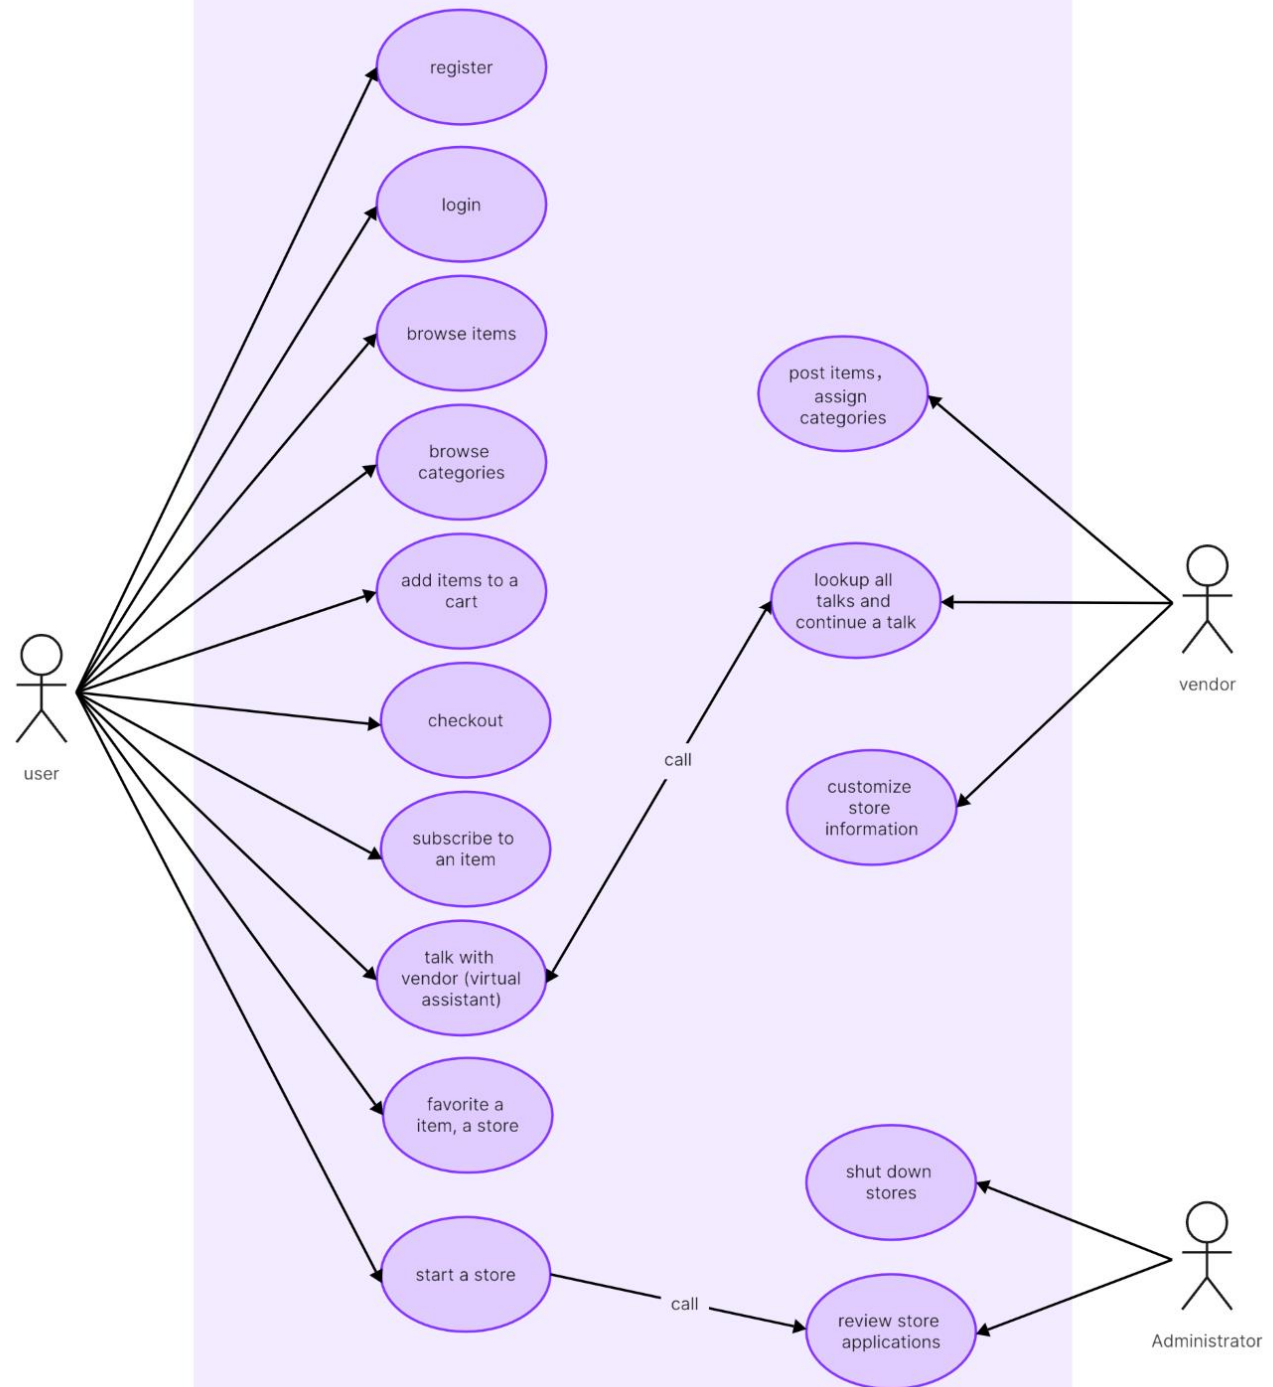 register
login
browse items
browse
categories
add items to a
cart
user
checkout
subscribe to
an item
talk with
vendor (virtual
assistant)
favorite a
item, a store
start a store
call
call
post items，
assign
categories
lookup all
talks and
continue a talk
customize
store
information
vendor
shut down
stores
review store
applications
Administrator